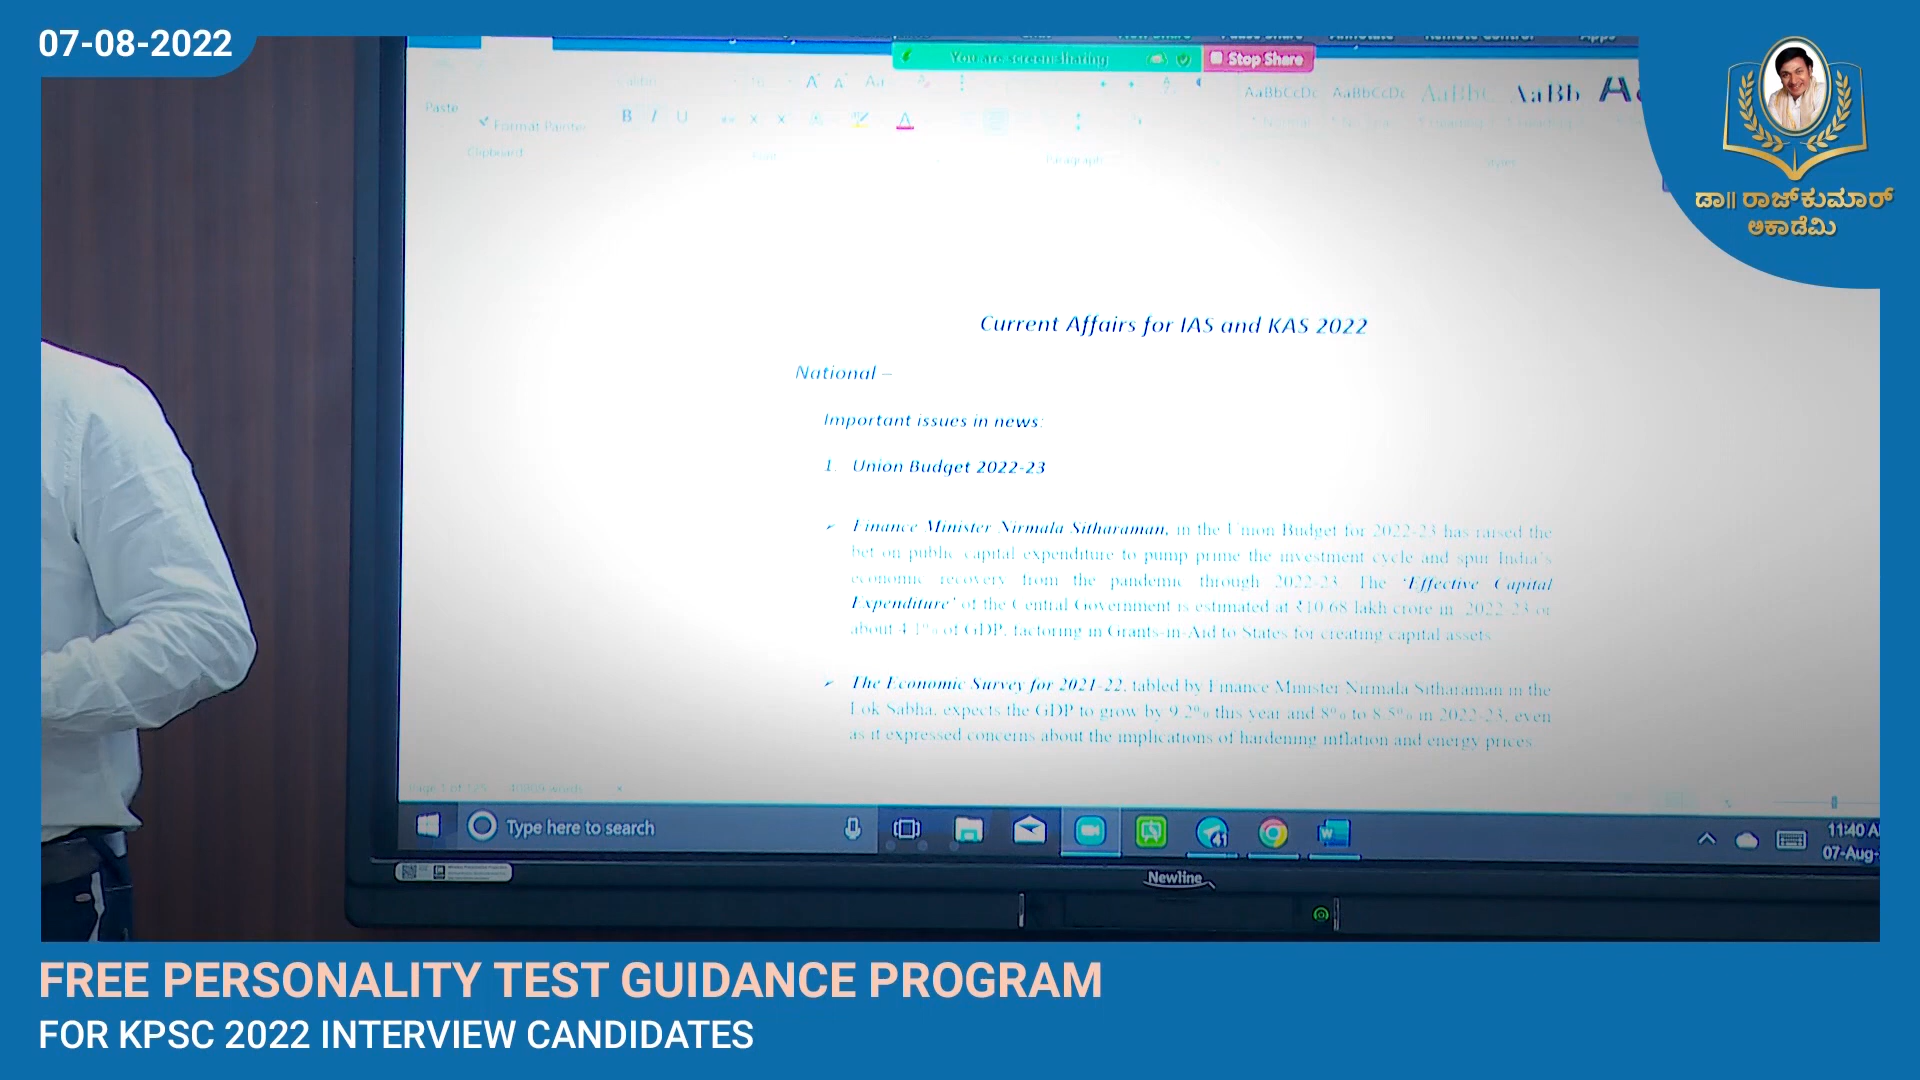 07-08-2022
You are screen sharing
Stop Share
Paste
Format Painter
Clipboard
B I U
Paragraph
AaBbCcDc AaBbCcDc AaBbC AaBb
Styles
ಡಾ|| ರಾಜ್‌ಕುಮಾರ್
ಅಕಾಡೆಮಿ
Current Affairs for IAS and KAS 2022
National –
Important issues in news:
1. Union Budget 2022-23
Finance Minister Nirmala Sitharaman, in the Union Budget for 2022-23 has raised the
bet on public capital expenditure to pump prime the investment cycle and spur India's
economic recovery from the pandemic through 2022-23. The 'Effective Capital
Expenditure' of the Central Government is estimated at ₹10.68 lakh crore in 2022-23 or
about 4.1% of GDP, factoring in Grants-in-Aid to States for creating capital assets
The Economic Survey for 2021-22, tabled by Finance Minister Nirmala Sitharaman in the
Lok Sabha, expects the GDP to grow by 9.2% this year and 8% to 8.5% in 2022-23, even
as it expressed concerns about the implications of hardening inflation and energy prices
Type here to search
41
11:40 A
07-Aug-
Newline
FREE PERSONALITY TEST GUIDANCE PROGRAM
FOR KPSC 2022 INTERVIEW CANDIDATES